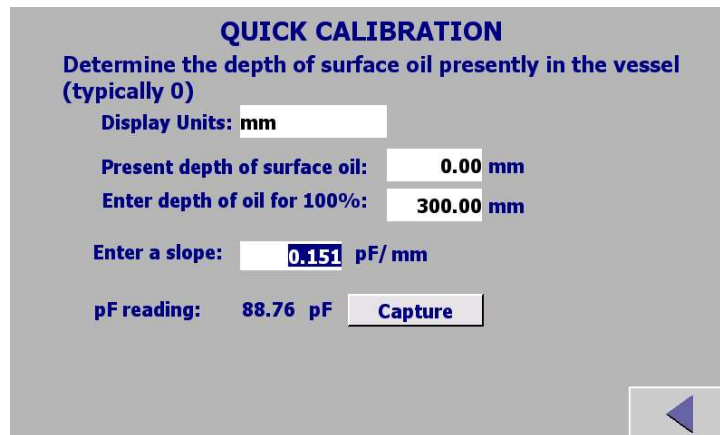 QUICK CALIBRATION
Determine the depth of surface oil presently in the vessel
(typically 0)
Display Units: mm
Present depth of surface oil: 0.00 mm
Enter depth of oil for 100%: 300.00 mm
Enter a slope: 0.151 pF/ mm
pF reading: 88.76 pF Capture